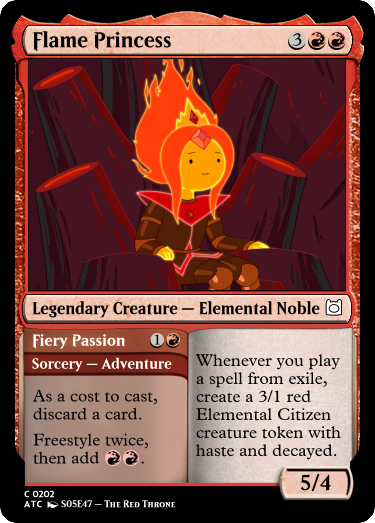 Flame Princess 3
Legendary Creature — Elemental Noble
Fiery Passion 1
Sorcery — Adventure
As a cost to cast,
discard a card.
Freestyle twice,
then add .
Whenever you play
a spell from exile,
create a 3/1 red
Elemental Citizen
creature token with
haste and decayed.
5/4
C 0202
ATC S05E47 — The Red Throne